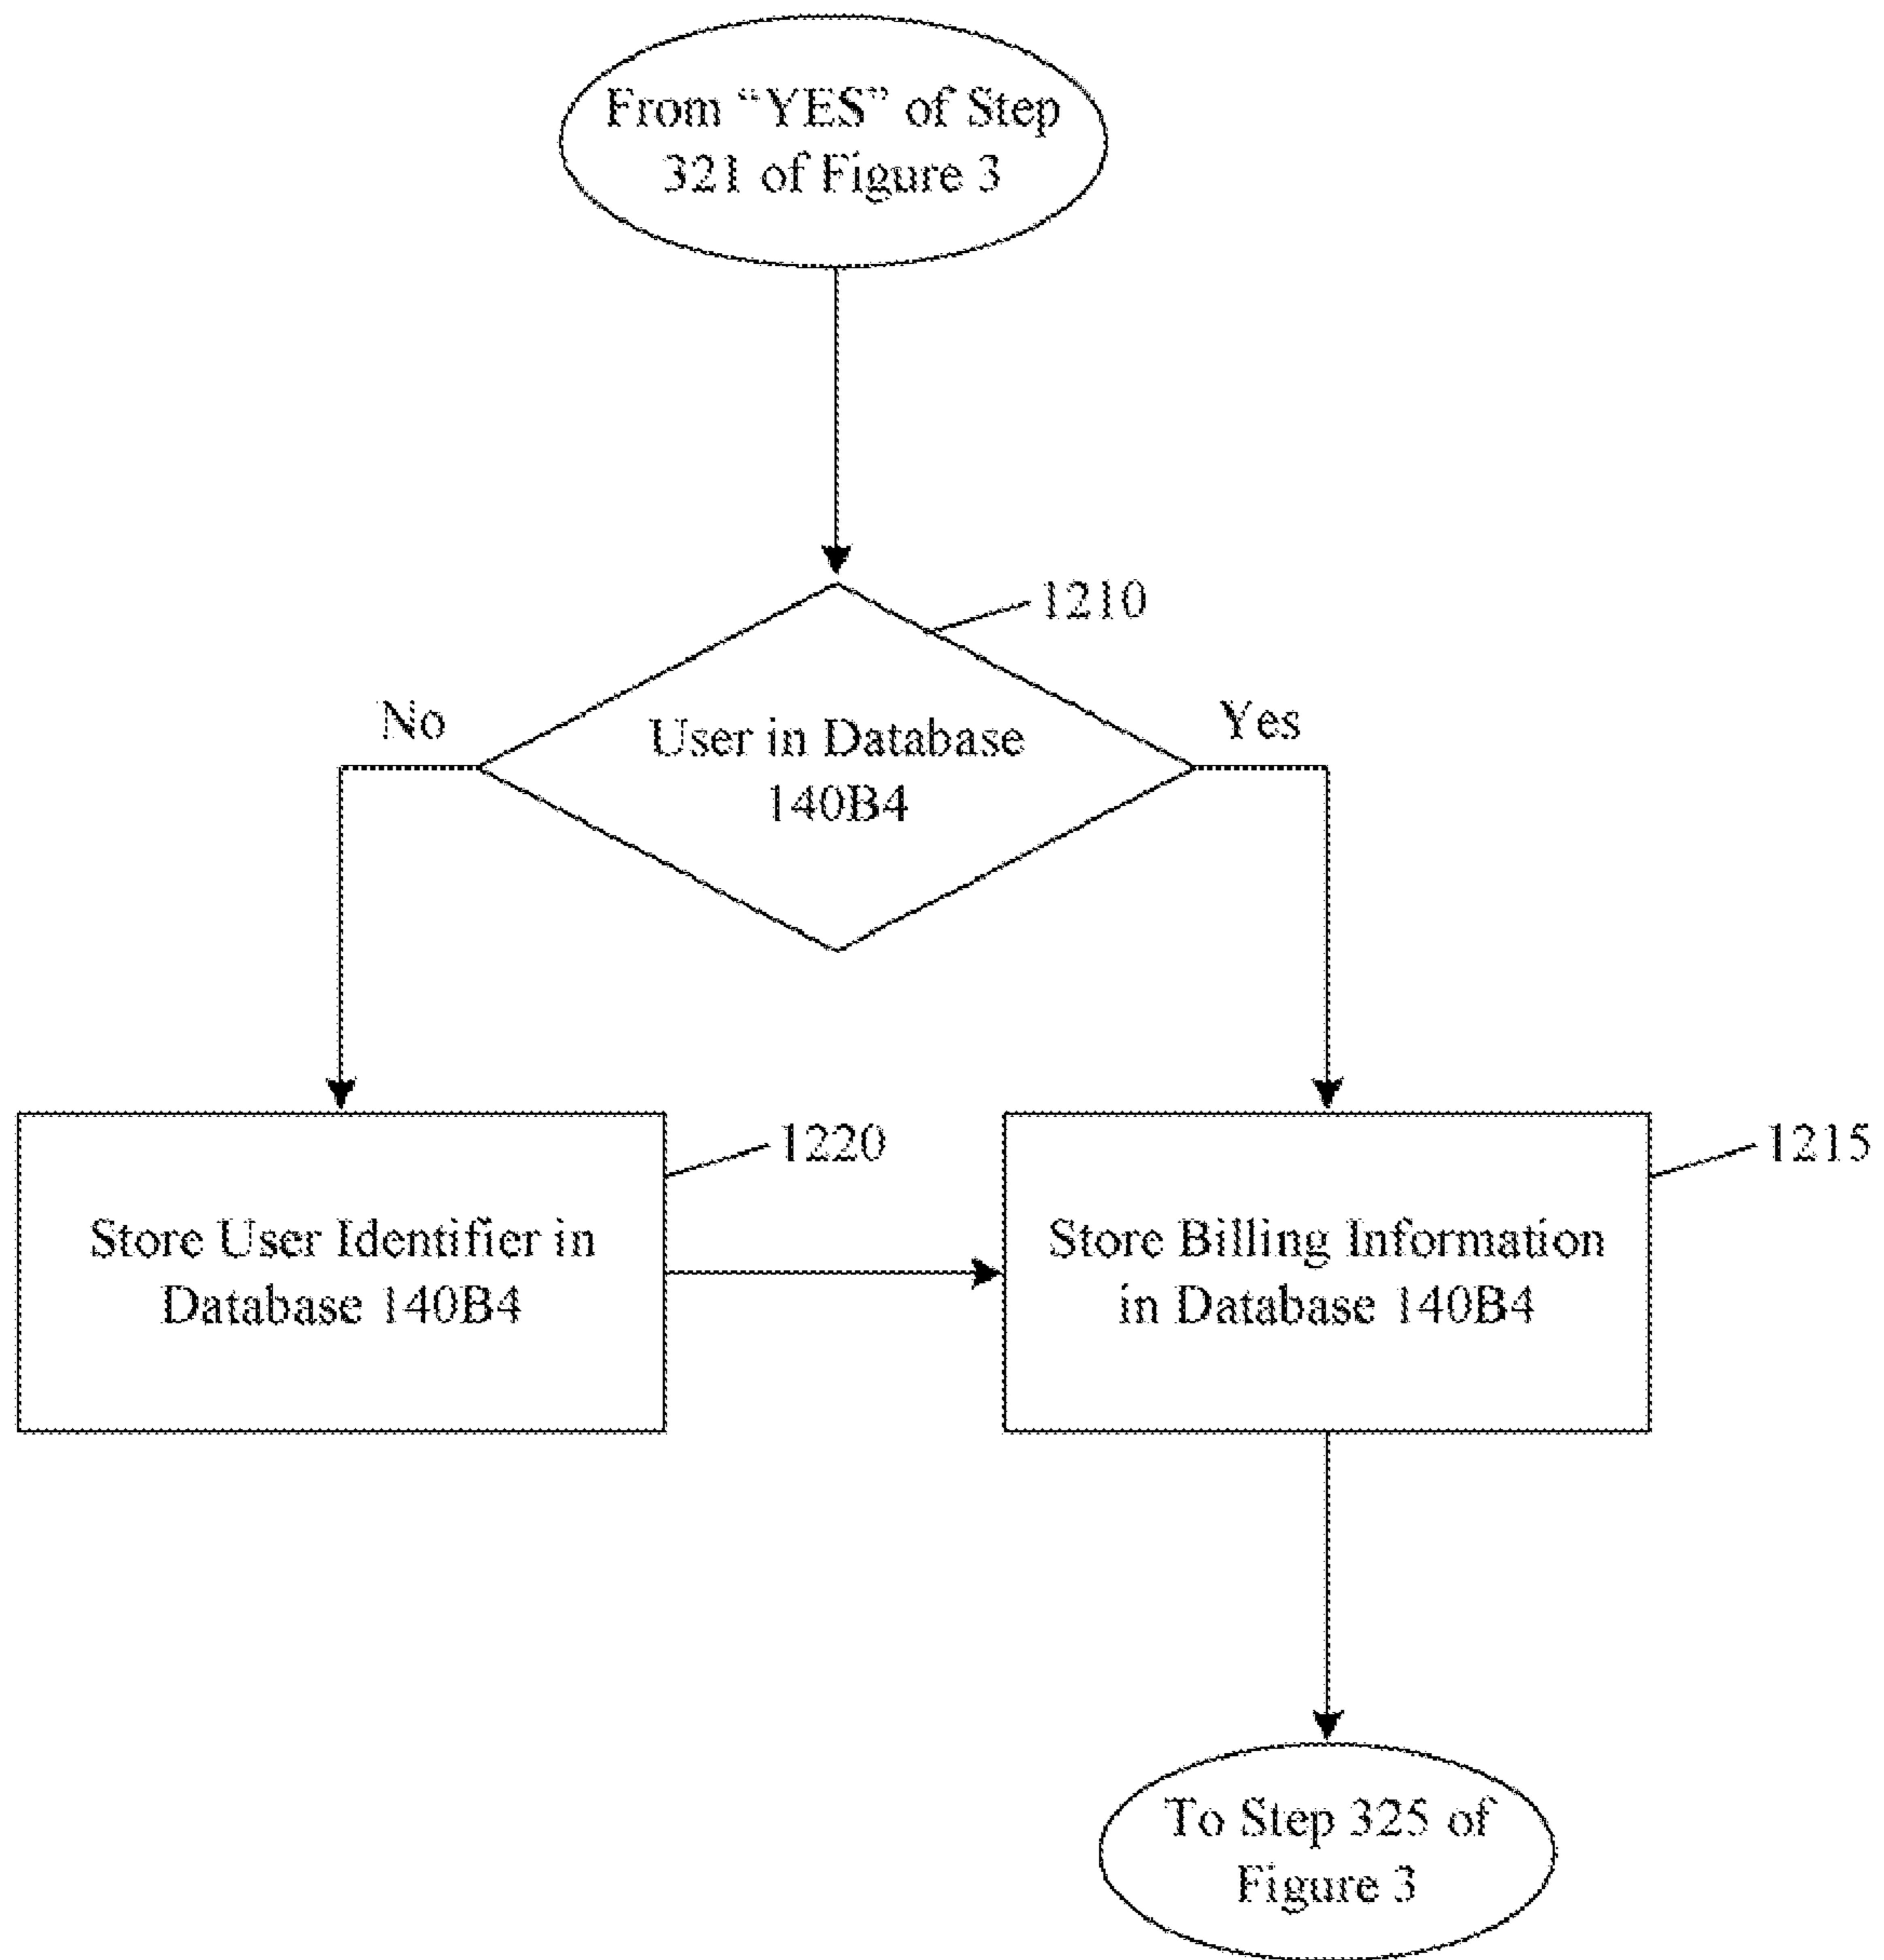 From “YES” of Step
321 of Figure 3
1210
No
Yes
User in Database
140B4
1220
1215
Store User Identifier in
Database 140B4
Store Billing Information
in Database 140B4
To Step 325 of
Figure 3